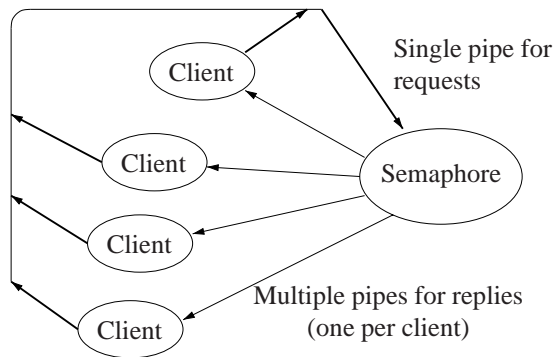 Single pipe for
requests
Client
Client
Semaphore
Client
Multiple pipes for replies
(one per client)
Client